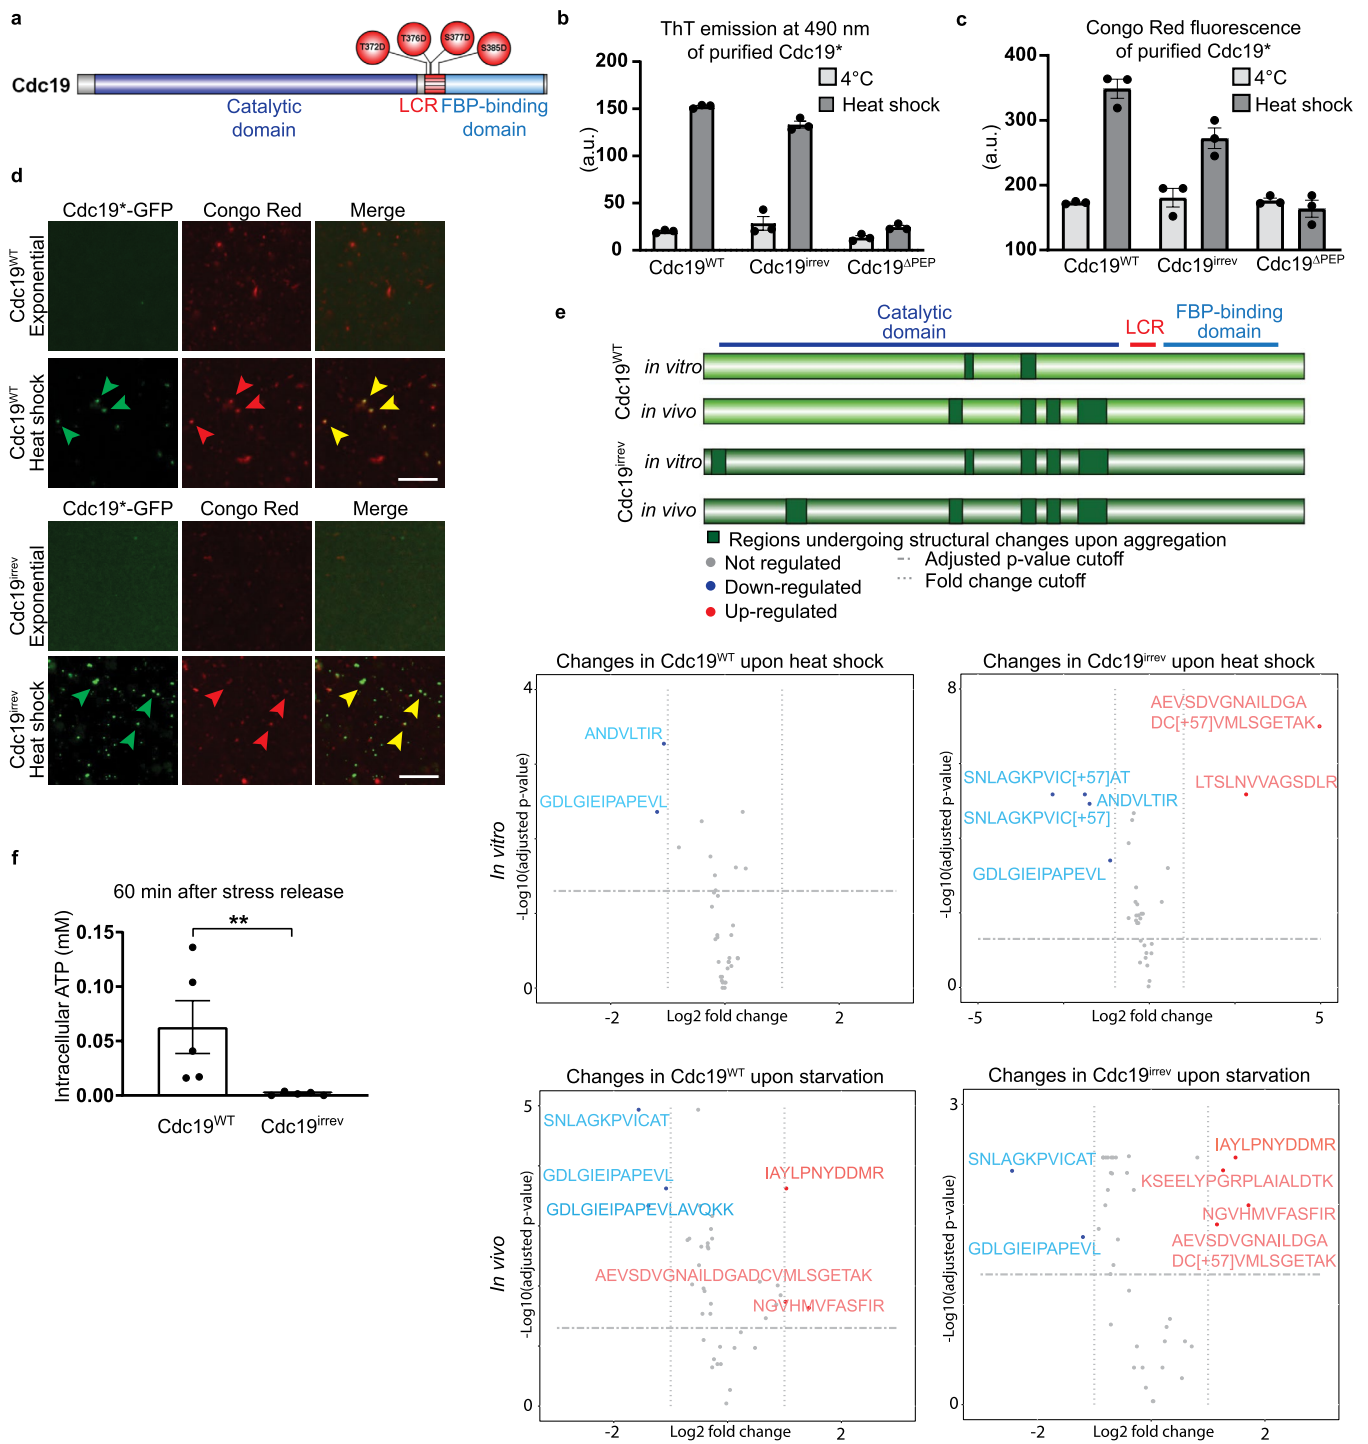 a
T372D
T376D
S377D
S385D
Cdc19
Catalytic
domain
LCR
FBP-binding
domain
b
ThT emission at 490 nm
of purified Cdc19*
200
150
100
50
0
(a.u.)
4°C
Heat shock
Cdc19WT
Cdc19irrev
Cdc19ΔPEP
c
Congo Red fluorescence
of purified Cdc19*
400
300
200
100
(a.u.)
4°C
Heat shock
Cdc19WT
Cdc19irrev
Cdc19ΔPEP
d
Cdc19*-GFP
Congo Red
Merge
Cdc19WT
Exponential
Cdc19WT
Heat shock
Cdc19*-GFP
Congo Red
Merge
Cdc19irrev
Exponential
Cdc19irrev
Heat shock
e
Catalytic
domain
LCR
FBP-binding
domain
Cdc19WT
in vitro
in vivo
Cdc19irrev
in vitro
in vivo
Regions undergoing structural changes upon aggregation
Not regulated
Down-regulated
Up-regulated
Adjusted p-value cutoff
Fold change cutoff
In vitro
Changes in Cdc19WT upon heat shock
4
0
-Log10(adjusted p-value)
ANDVLTIR
GDLGIEIPAPEVL
-2
Log2 fold change
2
Changes in Cdc19irrev upon heat shock
8
0
-Log10(adjusted p-value)
AEVSDVGNAILDGA
DC[+57]VMLSGETAK
SNLAGKPVIC[+57]AT
LTSLNVVAGSDLR
ANDVLTIR
SNLAGKPVIC[+57]
GDLGIEIPAPEVL
-5
Log2 fold change
5
In vivo
Changes in Cdc19WT upon starvation
5
0
-Log10(adjusted p-value)
SNLAGKPVICAT
GDLGIEIPAPEVL
IAYLPNYDDMR
GDLGIEIPAPEVLAVQKK
AEVSDVGNAILDGADCVMLSGETAK
NGVHMVFASFIR
-2
Log2 fold change
2
Changes in Cdc19irrev upon starvation
3
0
-Log10(adjusted p-value)
IAYLPNYDDMR
SNLAGKPVICAT
KSEELYPGRPLAIALDTK
NGVHMVFASFIR
GDLGIEIPAPEVL
AEVSDVGNAILDGA
DC[+57]VMLSGETAK
-2
Log2 fold change
2
f
60 min after stress release
**
0.15
0.10
0.05
0.00
Intracellular ATP (mM)
Cdc19WT
Cdc19irrev